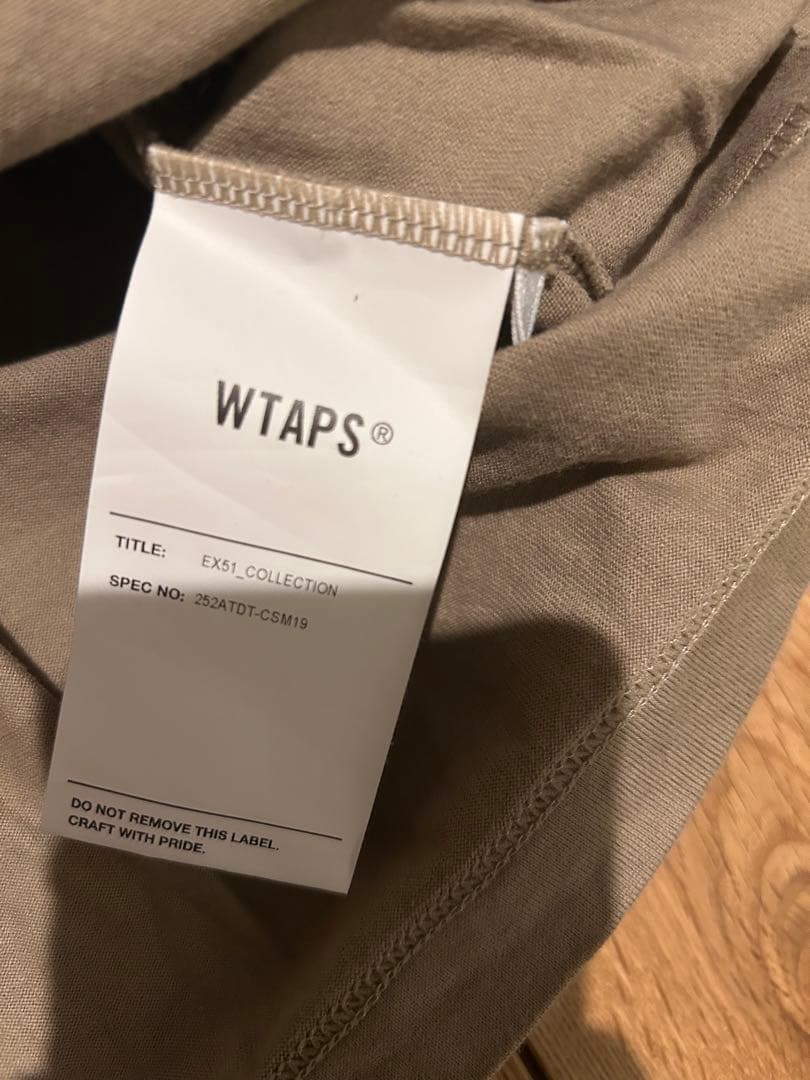 WTAPS®
TITLE: EX51_COLLECTION
SPEC NO: 252ATDT-CSM19
DO NOT REMOVE THIS LABEL.
CRAFT WITH PRIDE.